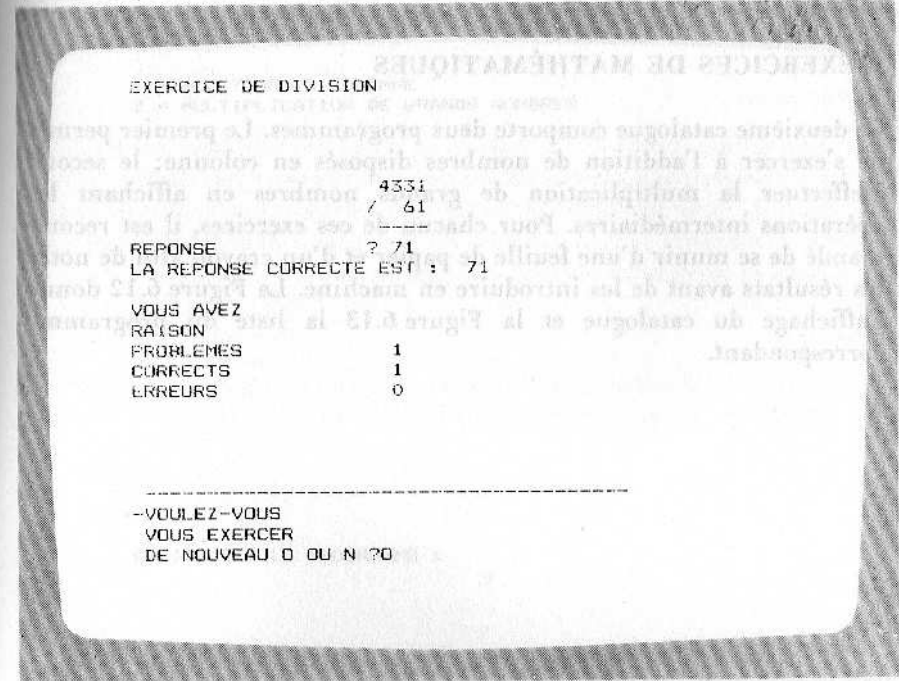 EXERCICE DE DIVISION
4331
/ 61
----
REPONSE ? 71
LA REPONSE CORRECTE EST : 71
VOUS AVEZ
RAISON
PROBLEMES 1
CORRECTS 1
ERREURS 0
--------------------------------------------
-VOULEZ-VOUS
VOUS EXERCER
DE NOUVEAU O OU N ?O